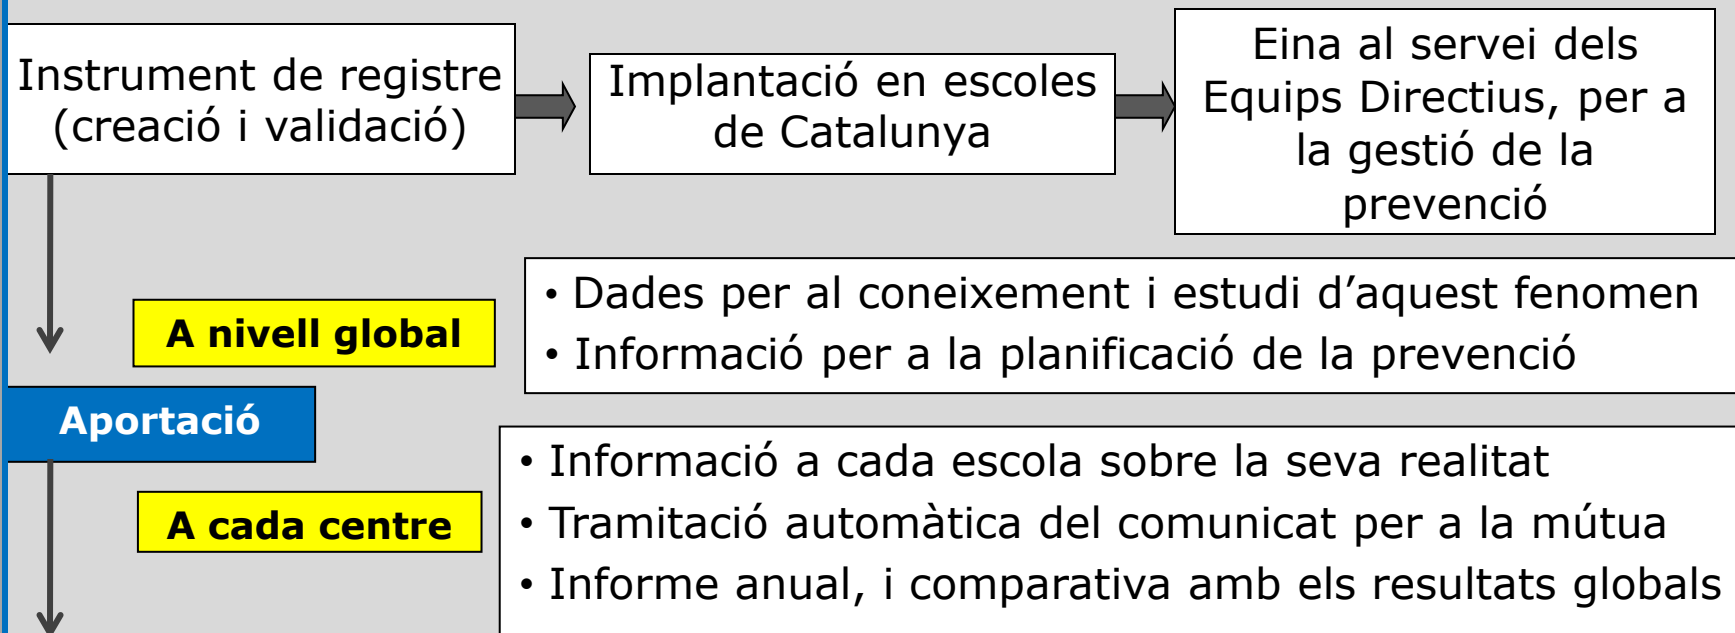 Instrument de registre
(creació i validació)
Implantació en escoles
de Catalunya
Eina al servei dels
Equips Directius, per a
la gestió de la
prevenció
A nivell global
• Dades per al coneixement i estudi d’aquest fenomen
• Informació per a la planificació de la prevenció
Aportació
A cada centre
• Informació a cada escola sobre la seva realitat
• Tramitació automàtica del comunicat per a la mútua
• Informe anual, i comparativa amb els resultats globals